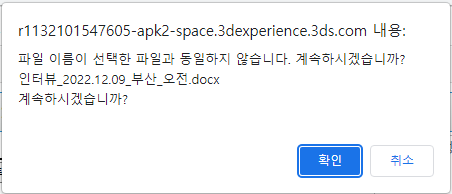 r1132101547605-apk2-space.3dexperience.3ds.com 내용:
파일 이름이 선택한 파일과 동일하지 않습니다. 계속하시겠습니까?
인터뷰_2022.12.09_부산_오전.docx
계속하시겠습니까?
확인
취소